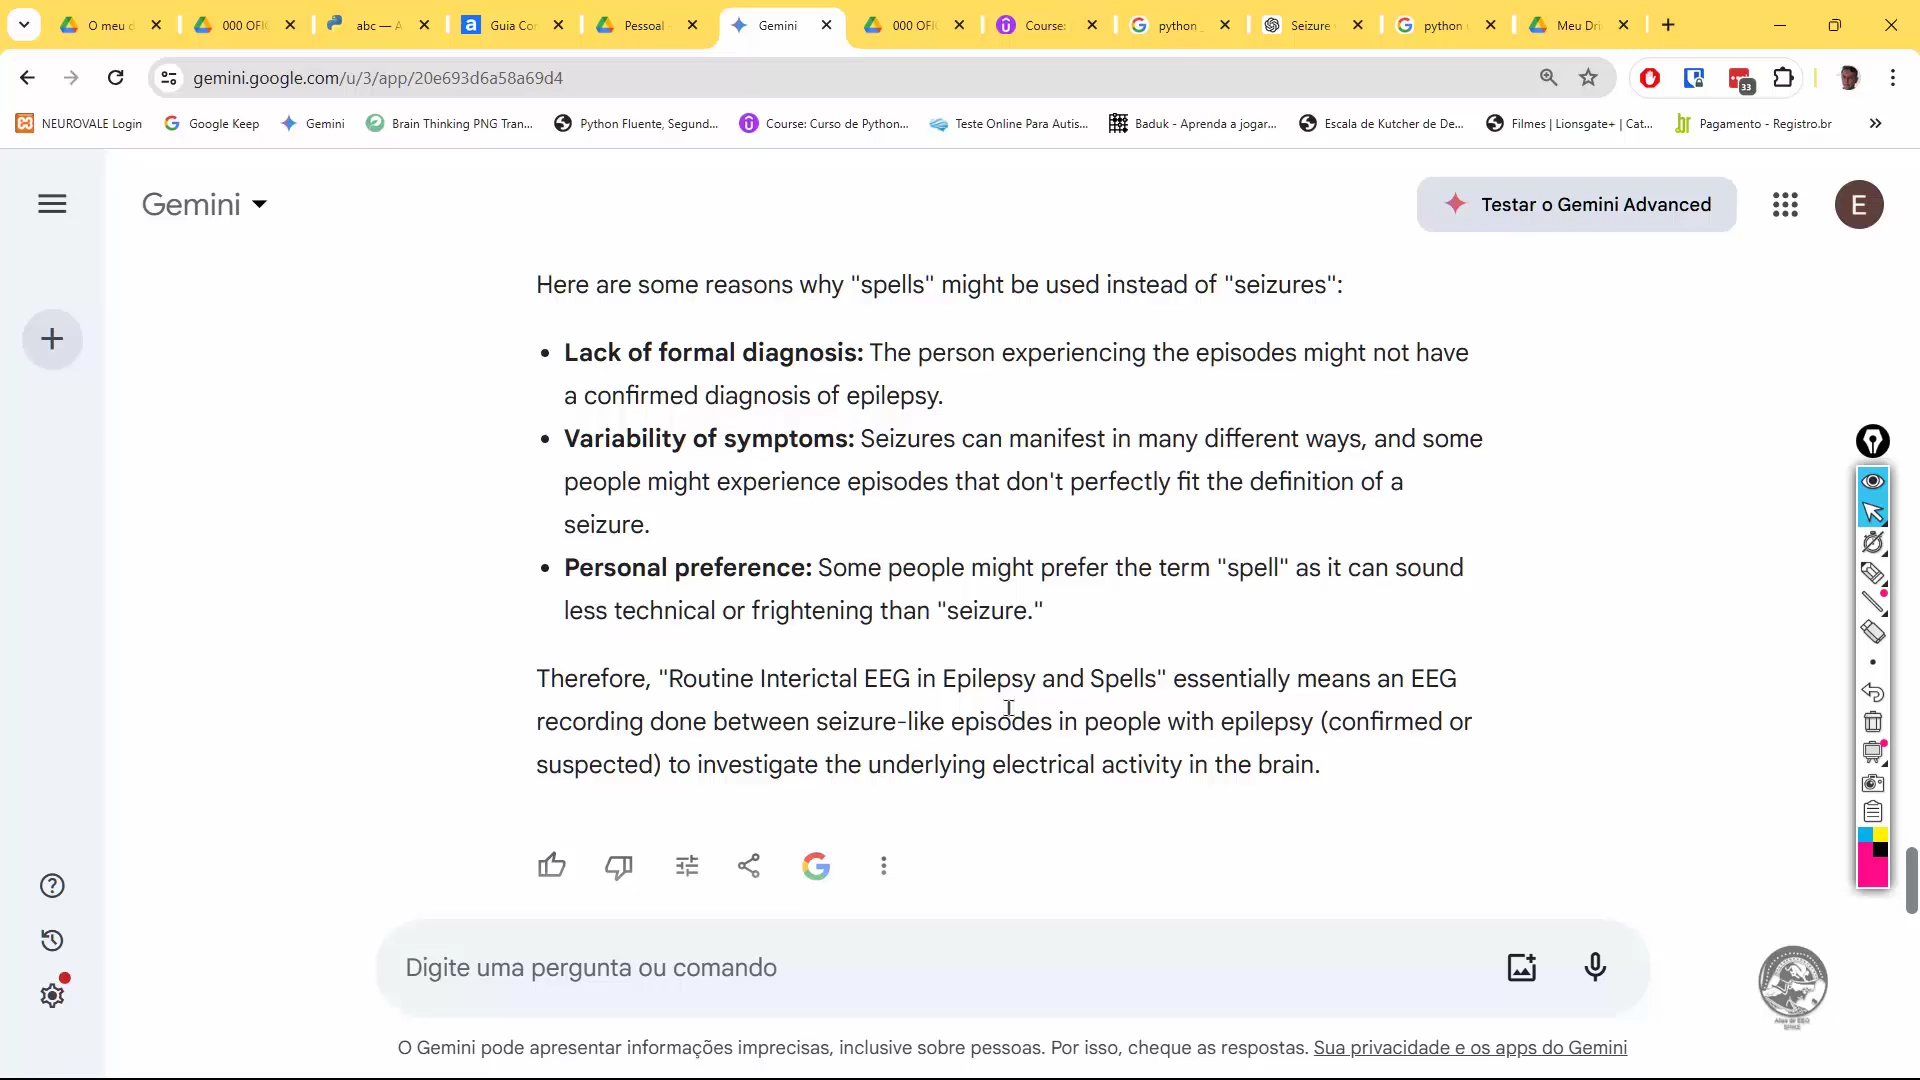 O meu d
000 OFI
abc — A
Guia Co
Pessoal
Gemini
000 OFI
Course:
python
Seizure
python
Meu Dri
gemini.google.com/u/3/app/20e693d6a58a69d4
33
NEUROVALE Login
Google Keep
Gemini
Brain Thinking PNG Tran...
Python Fluente, Segund...
Course: Curso de Python...
Teste Online Para Autis...
Baduk - Aprenda a jogar...
Escala de Kutcher de De...
Filmes | Lionsgate+ | Cat...
Pagamento - Registro.br
Gemini
Testar o Gemini Advanced
E
Here are some reasons why "spells" might be used instead of "seizures":
• Lack of formal diagnosis: The person experiencing the episodes might not have
a confirmed diagnosis of epilepsy.
• Variability of symptoms: Seizures can manifest in many different ways, and some
people might experience episodes that don't perfectly fit the definition of a
seizure.
• Personal preference: Some people might prefer the term "spell" as it can sound
less technical or frightening than "seizure."
Therefore, "Routine Interictal EEG in Epilepsy and Spells" essentially means an EEG
recording done between seizure-like episodes in people with epilepsy (confirmed or
suspected) to investigate the underlying electrical activity in the brain.
Digite uma pergunta ou comando
O Gemini pode apresentar informações imprecisas, inclusive sobre pessoas. Por isso, cheque as respostas. Sua privacidade e os apps do Gemini